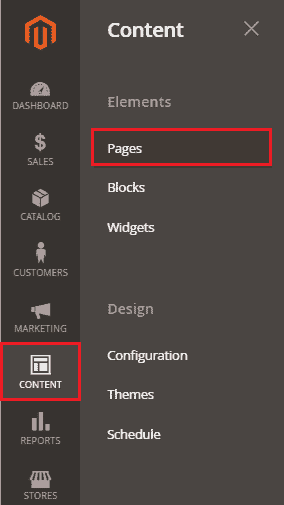 DASHBOARD
SALES
CATALOG
CUSTOMERS
MARKETING
CONTENT
REPORTS
STORES
Content
Elements
Pages
Blocks
Widgets
Design
Configuration
Themes
Schedule